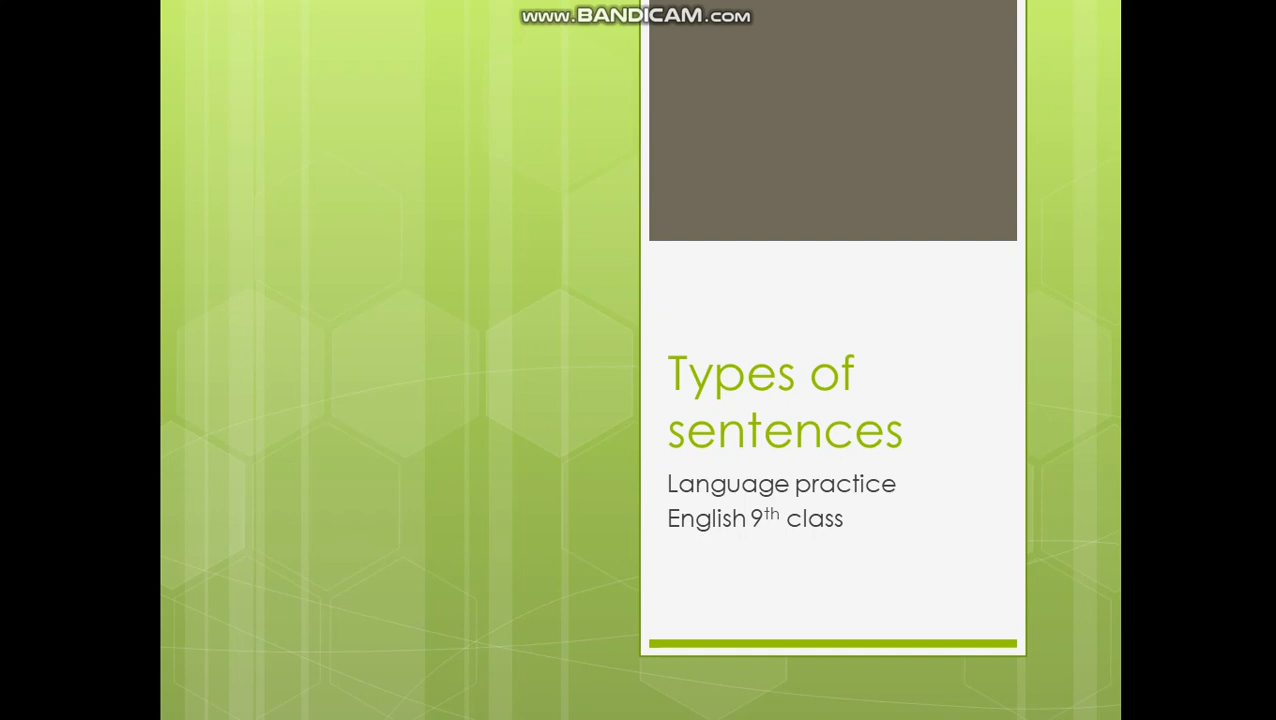 www.BANDICAM.com
Types of
sentences
Language practice
English 9th class